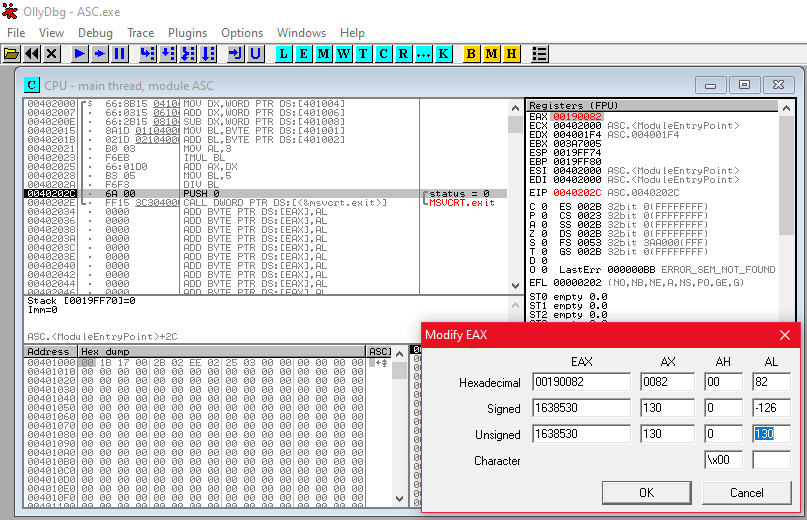 OllyDbg - ASC.exe
File View Debug Trace Plugins Options Windows Help
L E M W T C R ... K B M H
C CPU - main thread, module ASC
00402000 $ 66:8B15 04104 MOV DX,WORD PTR DS:[401004]
00402007 · 66:0315 06104 ADD DX,WORD PTR DS:[401006]
0040200E · 66:2B15 08104 SUB DX,WORD PTR DS:[401008]
00402015 · 8A1D 01104000 MOV BL,BYTE PTR DS:[401001]
0040201B · 021D 02104000 ADD BL,BYTE PTR DS:[401002]
00402021 · B0 03 MOV AL,3
00402023 · F6EB IMUL BL
00402025 · 66:01D0 ADD AX,DX
00402028 · B3 05 MOV BL,5
0040202A · F6F3 DIV BL
0040202C · 6A 00 PUSH 0 status = 0
0040202E · FF15 3C304000 CALL DWORD PTR DS:[<&msvcrt.exit>] MSVCRT.exit
00402034 · 0000 ADD BYTE PTR DS:[EAX],AL
00402036 · 0000 ADD BYTE PTR DS:[EAX],AL
00402038 · 0000 ADD BYTE PTR DS:[EAX],AL
0040203A · 0000 ADD BYTE PTR DS:[EAX],AL
0040203C · 0000 ADD BYTE PTR DS:[EAX],AL
0040203E · 0000 ADD BYTE PTR DS:[EAX],AL
00402040 · 0000 ADD BYTE PTR DS:[EAX],AL
00402042 · 0000 ADD BYTE PTR DS:[EAX],AL
00402044 · 0000 ADD BYTE PTR DS:[EAX],AL
00402046 · 0000 ADD BYTE PTR DS:[EAX],AL
Stack [0019FF70]=0
Imm=0
ASC.<ModuleEntryPoint>+2C
Registers (FPU)
EAX 00190082
ECX 00402000 ASC.<ModuleEntryPoint>
EDX 004001F4 ASC.004001F4
EBX 003A7005
ESP 0019FF74
EBP 0019FF80
ESI 00402000 ASC.<ModuleEntryPoint>
EDI 00402000 ASC.<ModuleEntryPoint>
EIP 0040202C ASC.0040202C
C 0 ES 002B 32bit 0(FFFFFFFF)
P 0 CS 0023 32bit 0(FFFFFFFF)
A 0 SS 002B 32bit 0(FFFFFFFF)
Z 0 DS 002B 32bit 0(FFFFFFFF)
S 0 FS 0053 32bit 3AA000(FFF)
T 0 GS 002B 32bit 0(FFFFFFFF)
D 0
O 0 LastErr 000000BB ERROR_SEM_NOT_FOUND
EFL 00000202 (NO,NB,NE,A,NS,PO,GE,G)
ST0 empty 0.0
ST1 empty 0.0
ST2 empty 0.0
Address Hex dump ASCI
00401000 00 1B 17 00 2B 02 EE 02 25 03 00 00 00 00 00 00
00401010 00 00 00 00 00 00 00 00 00 00 00 00 00 00 00 00
00401020 00 00 00 00 00 00 00 00 00 00 00 00 00 00 00 00
00401030 00 00 00 00 00 00 00 00 00 00 00 00 00 00 00 00
00401040 00 00 00 00 00 00 00 00 00 00 00 00 00 00 00 00
00401050 00 00 00 00 00 00 00 00 00 00 00 00 00 00 00 00
00401060 00 00 00 00 00 00 00 00 00 00 00 00 00 00 00 00
00401070 00 00 00 00 00 00 00 00 00 00 00 00 00 00 00 00
00401080 00 00 00 00 00 00 00 00 00 00 00 00 00 00 00 00
00401090 00 00 00 00 00 00 00 00 00 00 00 00 00 00 00 00
004010A0 00 00 00 00 00 00 00 00 00 00 00 00 00 00 00 00
004010B0 00 00 00 00 00 00 00 00 00 00 00 00 00 00 00 00
004010C0 00 00 00 00 00 00 00 00 00 00 00 00 00 00 00 00
004010D0 00 00 00 00 00 00 00 00 00 00 00 00 00 00 00 00
004010E0 00 00 00 00 00 00 00 00 00 00 00 00 00 00 00 00
004010F0 00 00 00 00 00 00 00 00 00 00 00 00 00 00 00 00
Modify EAX
EAX AX AH AL
Hexadecimal 00190082 0082 00 82
Signed 1638530 130 0 -126
Unsigned 1638530 130 0 130
Character \x00
OK Cancel